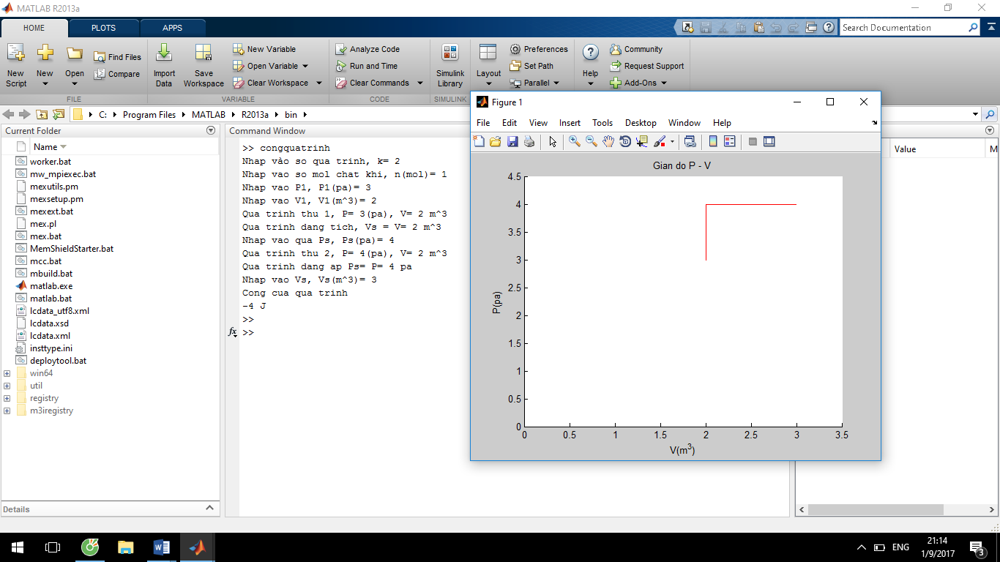 MATLAB R2013a
HOME
PLOTS
APPS
Search Documentation
New Script
New
Open
Find Files
Compare
Import Data
Save Workspace
New Variable
Open Variable
Clear Workspace
Analyze Code
Run and Time
Clear Commands
Simulink Library
Layout
Preferences
Set Path
Parallel
Help
Community
Request Support
Add-Ons
FILE
VARIABLE
CODE
SIMULINK
C: Program Files MATLAB R2013a bin
Current Folder
Name
worker.bat
mw_mpiexec.bat
mexutils.pm
mexsetup.pm
mexext.bat
mex.pl
mex.bat
MemShieldStarter.bat
mcc.bat
mbuild.bat
matlab.exe
matlab.bat
lcdata_utf8.xml
lcdata.xsd
lcdata.xml
insttype.ini
deploytool.bat
win64
util
registry
m3iregistry
Details
Command Window
>> congquatrinh
Nhap vào so qua trinh, k= 2
Nhap vao so mol chat khi, n(mol)= 1
Nhap vao P1, P1(pa)= 3
Nhap vao V1, V1(m^3)= 2
Qua trinh thu 1, P= 3(pa), V= 2 m^3
Qua trinh dang tich, Vs = V= 2 m^3
Nhap vao qua Ps, Ps(pa)= 4
Qua trinh thu 2, P= 4(pa), V= 2 m^3
Qua trinh dang ap Ps= P= 4 pa
Nhap vao Vs, Vs(m^3)= 3
Cong cua qua trinh
-4 J
>>
fx >>
Figure 1
File Edit View Insert Tools Desktop Window Help
Gian do P - V
4.5
4
3.5
3
2.5
2
1.5
1
0.5
0
P(pa)
0 0.5 1 1.5 2 2.5 3 3.5
V(m³)
Value
M
ENG
21:14
1/9/2017
3